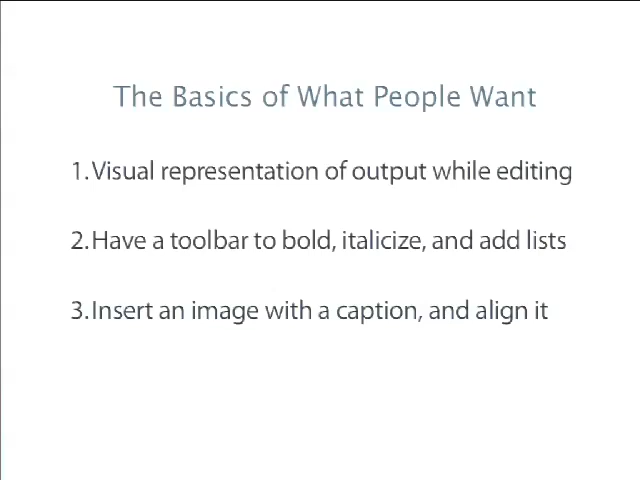 The Basics of What People Want
1. Visual representation of output while editing
2. Have a toolbar to bold, italicize, and add lists
3. Insert an image with a caption, and align it